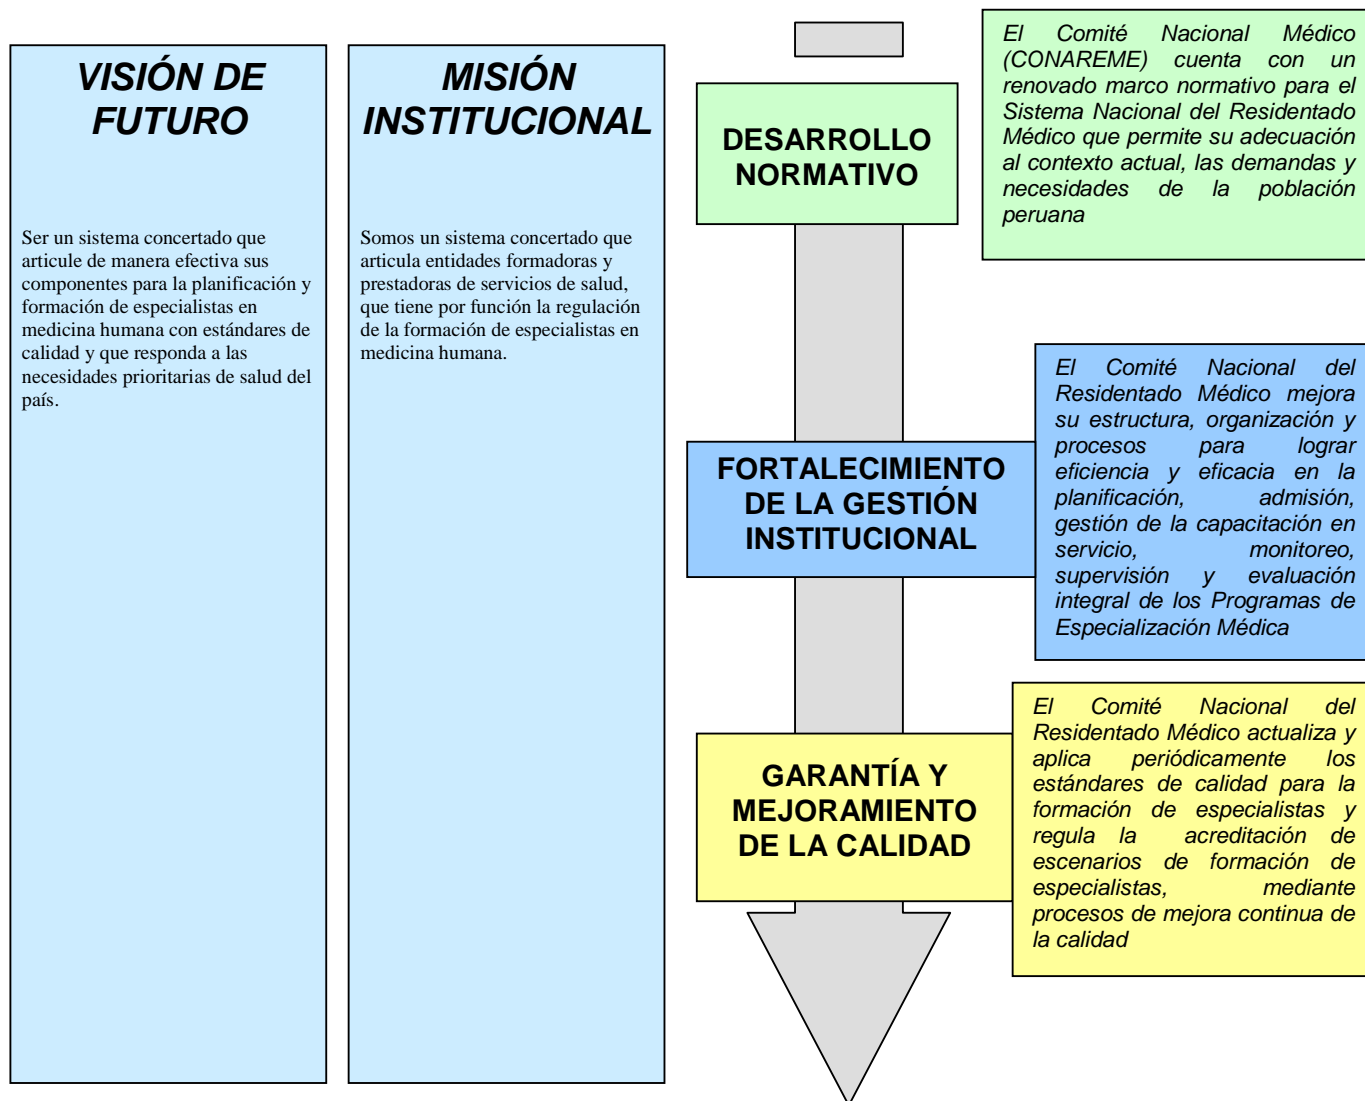 VISIÓN DE
FUTURO
Ser un sistema concertado que
articule de manera efectiva sus
componentes para la planificación y
formación de especialistas en
medicina humana con estándares de
calidad y que responda a las
necesidades prioritarias de salud del
país.
MISIÓN
INSTITUCIONAL
Somos un sistema concertado que
articula entidades formadoras y
prestadoras de servicios de salud,
que tiene por función la regulación
de la formación de especialistas en
medicina humana.
DESARROLLO
NORMATIVO
El Comité Nacional Médico
(CONAREME) cuenta con un
renovado marco normativo para el
Sistema Nacional del Residentado
Médico que permite su adecuación
al contexto actual, las demandas y
necesidades de la población
peruana
FORTALECIMIENTO
DE LA GESTIÓN
INSTITUCIONAL
El Comité Nacional del
Residentado Médico mejora
su estructura, organización y
procesos para lograr
eficiencia y eficacia en la
planificación, admisión,
gestión de la capacitación en
servicio, monitoreo,
supervisión y evaluación
integral de los Programas de
Especialización Médica
GARANTÍA Y
MEJORAMIENTO
DE LA CALIDAD
El Comité Nacional del
Residentado Médico actualiza y
aplica periódicamente los
estándares de calidad para la
formación de especialistas y
regula la acreditación de
escenarios de formación de
especialistas, mediante
procesos de mejora continua de
la calidad